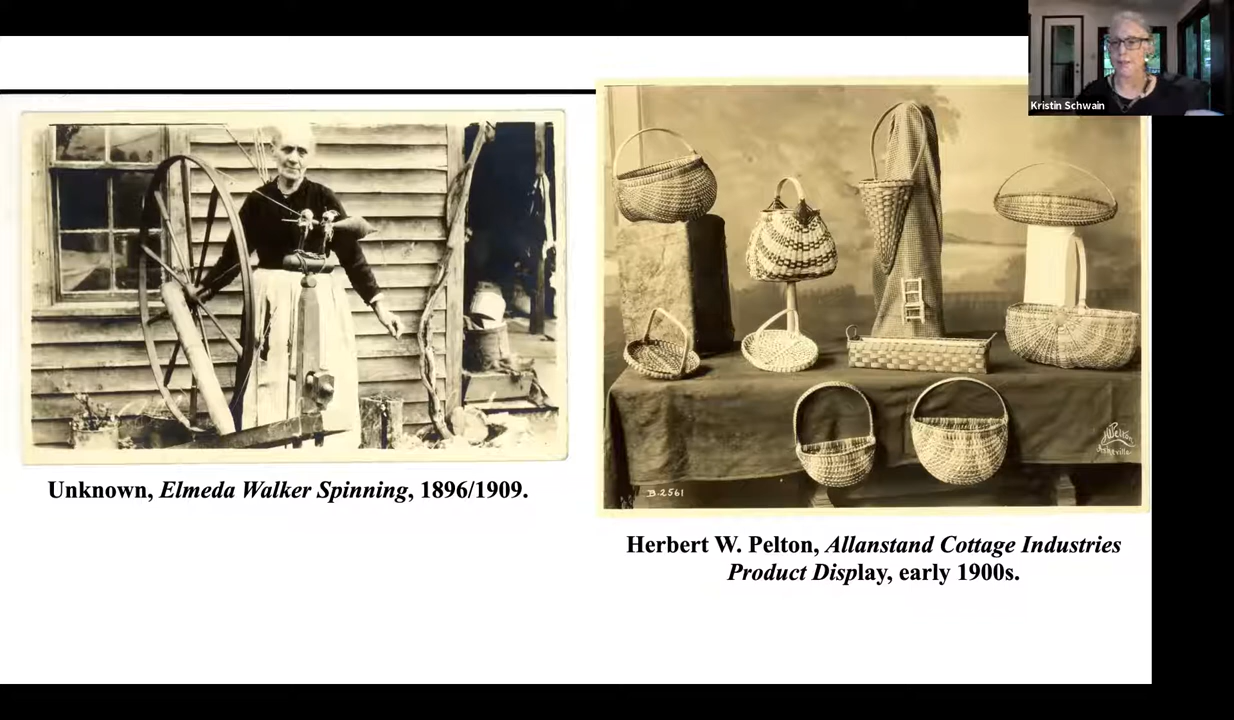 Kristin Schwain
Unknown, Elmeda Walker Spinning, 1896/1909.
B.2561
H.W.Pelton
Asheville
Herbert W. Pelton, Allanstand Cottage Industries
Product Display, early 1900s.